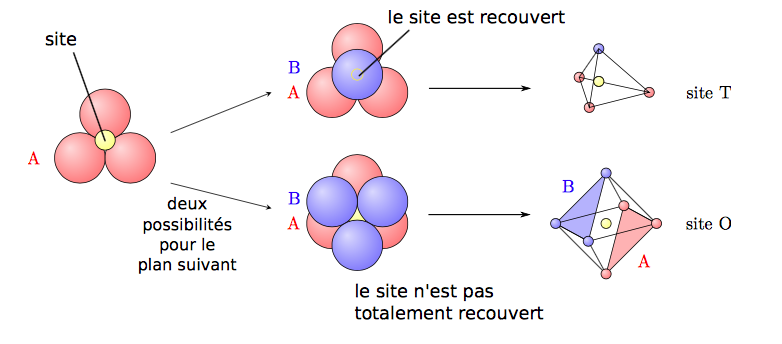 site
A
deux
possibilités
pour le
plan suivant
le site est recouvert
B
A
site T
B
A
le site n'est pas
totalement recouvert
B
A
site O